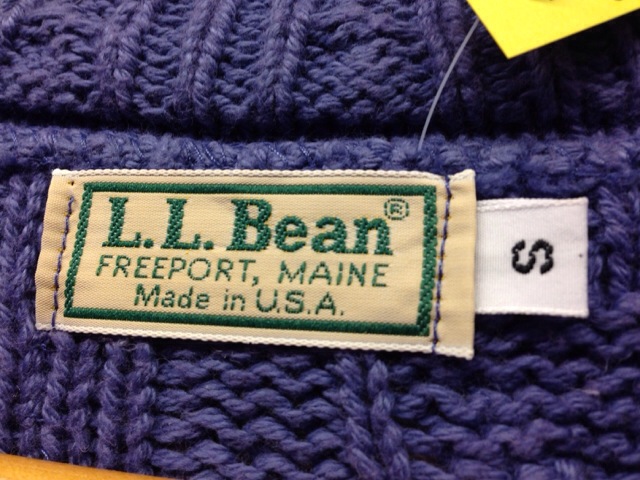 L.L. Bean®
FREEPORT, MAINE
Made in U.S.A.
S